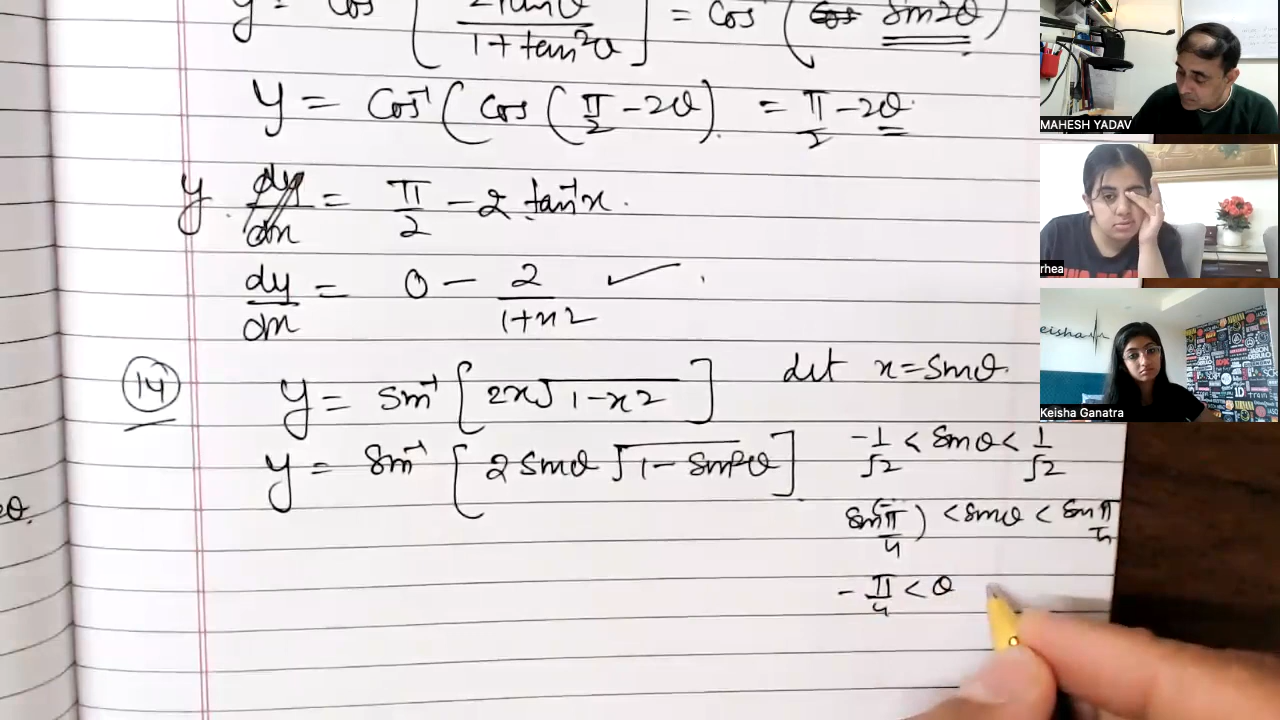 y = Cos⁻¹ [ 2tanθ / 1+tan²θ ] = Cos⁻¹ ( Sin2θ )
y = Cos⁻¹ ( Cos ( π/2 - 2θ ) = π/2 - 2θ
y = π/2 - 2 tan⁻¹x.
dy/dx = 0 - 2/1+x2 ✓
14 y = Sin⁻¹ [ 2x√1-x2 ] Let x = Sinθ.
y = Sin⁻¹ [ 2 Sinθ √1 - Sin²θ ] -1/√2 < Sinθ < 1/√2
Sin(-π/4) < Sinθ < Sin π/4
- π/4 < θ
θ.
MAHESH YADAV
rhea
Keisha Ganatra
eisha